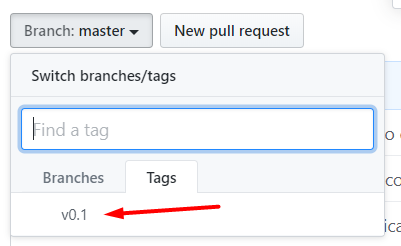 Branch: master
New pull request
Switch branches/tags
Find a tag
Branches
Tags
v0.1